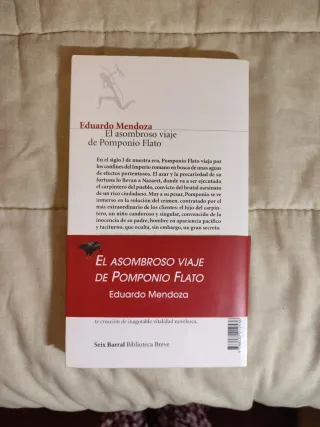 Eduardo Mendoza
El asombroso viaje
de Pomponio Flato
En el siglo I de nuestra era, Pomponio Flato viaja por
los confines del Imperio romano en busca de unas aguas
de efectos portentosos. El azar y la precariedad de su
fortuna lo llevan a Nazaret, donde va a ser ejecutado
el carpintero del pueblo, convicto del brutal asesinato
de un rico ciudadano. Muy a su pesar, Pomponio se ve
inmerso en la solución del crimen, contratado por el
más extraordinario de los clientes: el hijo del carpin-
tero, un niño candoroso y singular, convencido de la
inocencia de su padre, hombre en apariencia pacífico
y taciturno, que oculta, sin embargo, un gran secreto.
EL ASOMBROSO VIAJE
DE POMPONIO FLATO
Eduardo Mendoza
te creación de inagotable vitalidad novelesca.
Seix Barral Biblioteca Breve